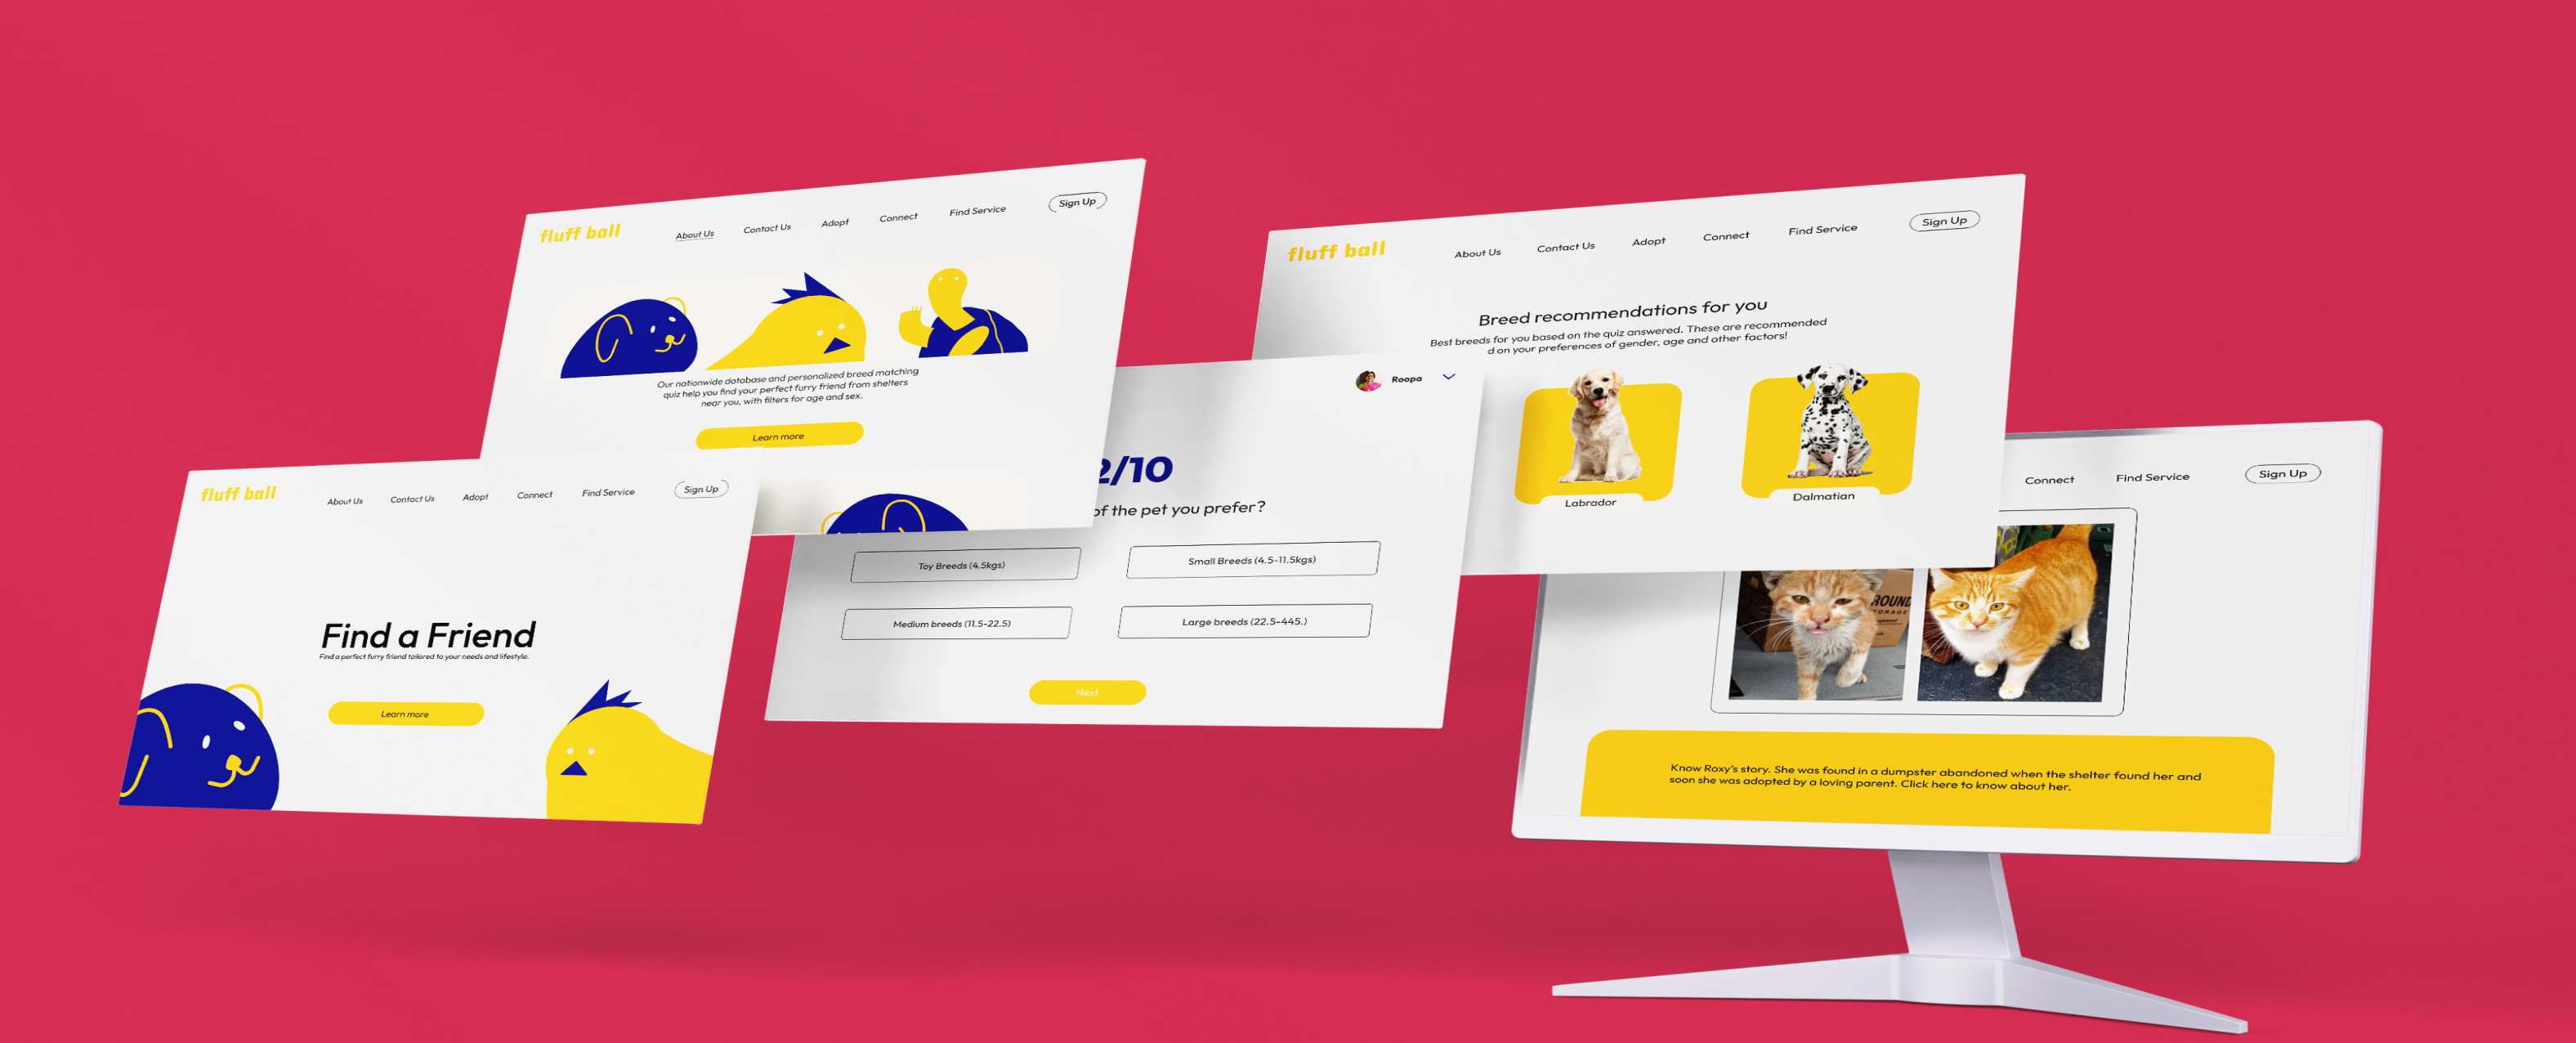 fluff ball
About Us
Contact Us
Adopt
Connect
Find Service
Sign Up
Find a Friend
Find a perfect furry friend tailored to your needs and lifestyle.
Learn more
fluff ball
About Us
Contact Us
Adopt
Connect
Find Service
Sign Up
Our nationwide database and personalized breed matching
quiz help you find your perfect furry friend from shelters
near you, with filters for age and sex.
Learn more
Roopa
2/10
of the pet you prefer?
Toy Breeds (4.5kgs)
Small Breeds (4.5-11.5kgs)
Medium breeds (11.5-22.5)
Large breeds (22.5-445.)
Next
fluff ball
About Us
Contact Us
Adopt
Connect
Find Service
Sign Up
Breed recommendations for you
Best breeds for you based on the quiz answered. These are recommended
d on your preferences of gender, age and other factors!
Labrador
Dalmatian
Connect
Find Service
Sign Up
ROUND
STORAGE
Know Roxy's story. She was found in a dumpster abandoned when the shelter found her and
soon she was adopted by a loving parent. Click here to know about her.